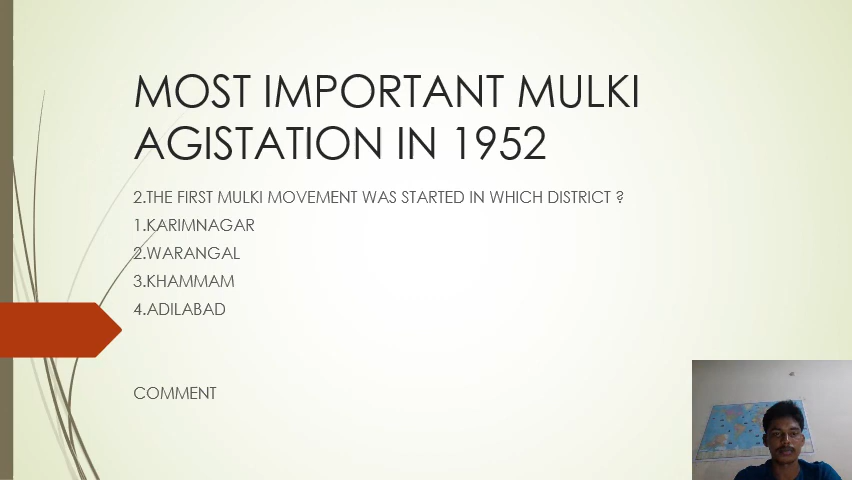 MOST IMPORTANT MULKI
AGISTATION IN 1952
2.THE FIRST MULKI MOVEMENT WAS STARTED IN WHICH DISTRICT ?
1.KARIMNAGAR
2.WARANGAL
3.KHAMMAM
4.ADILABAD
COMMENT